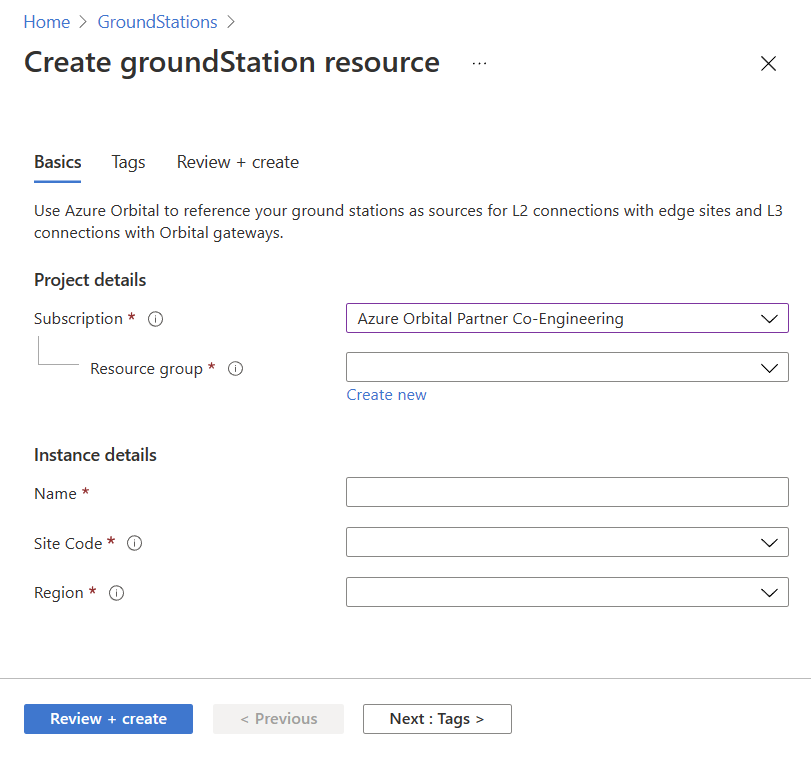 Home > GroundStations >
Create groundStation resource ...
Basics Tags Review + create
Use Azure Orbital to reference your ground stations as sources for L2 connections with edge sites and L3
connections with Orbital gateways.
Project details
Subscription * Azure Orbital Partner Co-Engineering
Resource group *
Create new
Instance details
Name *
Site Code *
Region *
Review + create < Previous Next : Tags >